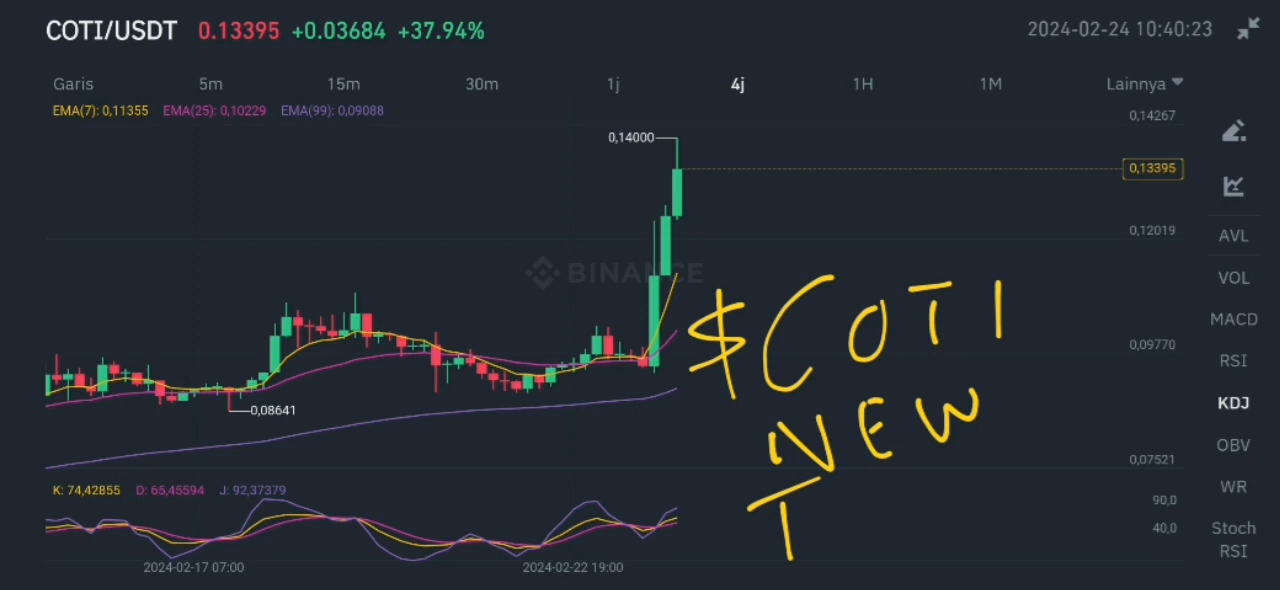 COTI/USDT 0.13395 +0.03684 +37.94% 2024-02-24 10:40:23
Garis 5m 15m 30m 1j 4j 1H 1M Lainnya
EMA(7): 0,11355 EMA(25): 0,10229 EMA(99): 0,09088
0,14267
0,14000
0,13395
0,12019
AVL
BINANCE
VOL
$COTI
MACD
0,09770
RSI
NEW
KDJ
0,08641
OBV
0,07521
T
K: 74,42855 D: 65,45594 J: 92,37379
WR
90,0
40,0
Stoch
RSI
2024-02-17 07:00 2024-02-22 19:00